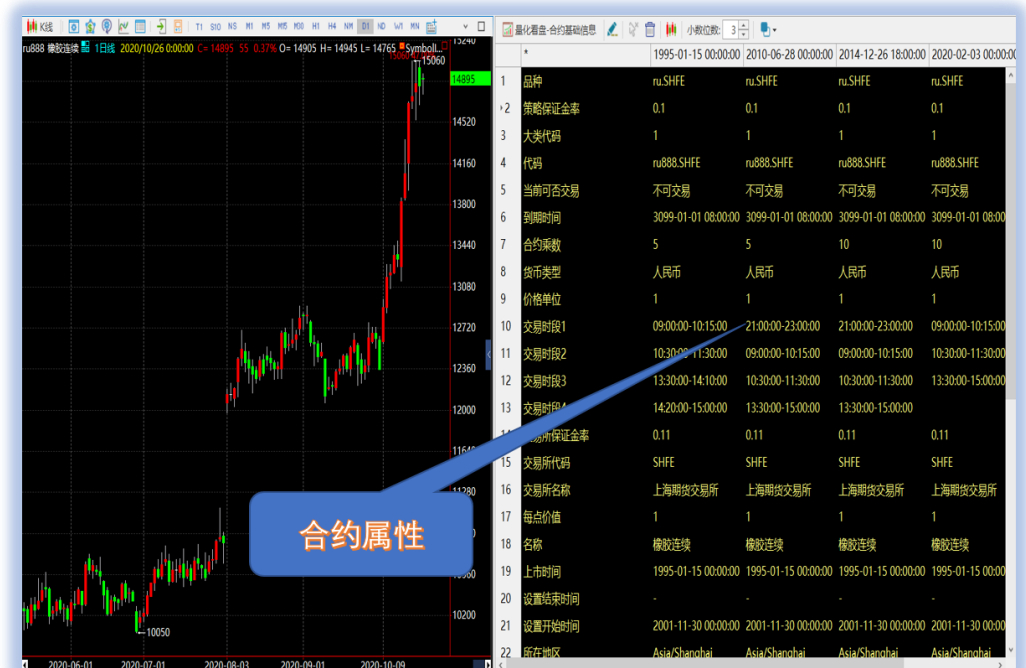 K线 T1 S10 NS M1 M5 M15 M30 H1 H4 NM D1 ND W1 MN
ru888 橡胶连续 1日线 2020/10/26 0:00:00 C= 14895 55 0.37% O= 14905 H= 14945 L= 14765 Symboll...
15240
15060
14895
14520
14160
13800
13440
13080
12720
12360
12000
11640
11280
10200
10050
2020-06-01 2020-07-01 2020-08-03 2020-09-01 2020-10-09
合约属性
量化看盘-合约基础信息 小数位数: 3
* 1995-01-15 00:00:00 2010-06-28 00:00:00 2014-12-26 18:00:00 2020-02-03 00:00:00
1 品种 ru.SHFE ru.SHFE ru.SHFE ru.SHFE
2 策略保证金率 0.1 0.1 0.1 0.1
3 大类代码 1 1 1 1
4 代码 ru888.SHFE ru888.SHFE ru888.SHFE ru888.SHFE
5 当前可否交易 不可交易 不可交易 不可交易 不可交易
6 到期时间 3099-01-01 08:00:00 3099-01-01 08:00:00 3099-01-01 08:00:00 3099-01-01 08:00
7 合约乘数 5 5 10 10
8 货币类型 人民币 人民币 人民币 人民币
9 价格单位 1 1 1 1
10 交易时段1 09:00:00-10:15:00 21:00:00-23:00:00 21:00:00-23:00:00 09:00:00-10:15:00
11 交易时段2 10:30:00-11:30:00 09:00:00-10:15:00 09:00:00-10:15:00 10:30:00-11:30:00
12 交易时段3 13:30:00-14:10:00 10:30:00-11:30:00 10:30:00-11:30:00 13:30:00-15:00:00
13 交易时段 14:20:00-15:00:00 13:30:00-15:00:00 13:30:00-15:00:00
所保证金率 0.11 0.11 0.11 0.11
15 交易所代码 SHFE SHFE SHFE SHFE
16 交易所名称 上海期货交易所 上海期货交易所 上海期货交易所 上海期货交易所
17 每点价值 1 1 1 1
18 名称 橡胶连续 橡胶连续 橡胶连续 橡胶连续
19 上市时间 1995-01-15 00:00:00 1995-01-15 00:00:00 1995-01-15 00:00:00 1995-01-15 00:00
20 设置结束时间 - - - -
21 设置开始时间 2001-11-30 00:00:00 2001-11-30 00:00:00 2001-11-30 00:00:00 2001-11-30 00:00
22 所在地区 Asia/Shanghai Asia/Shanghai Asia/Shanghai Asia/Shanghai